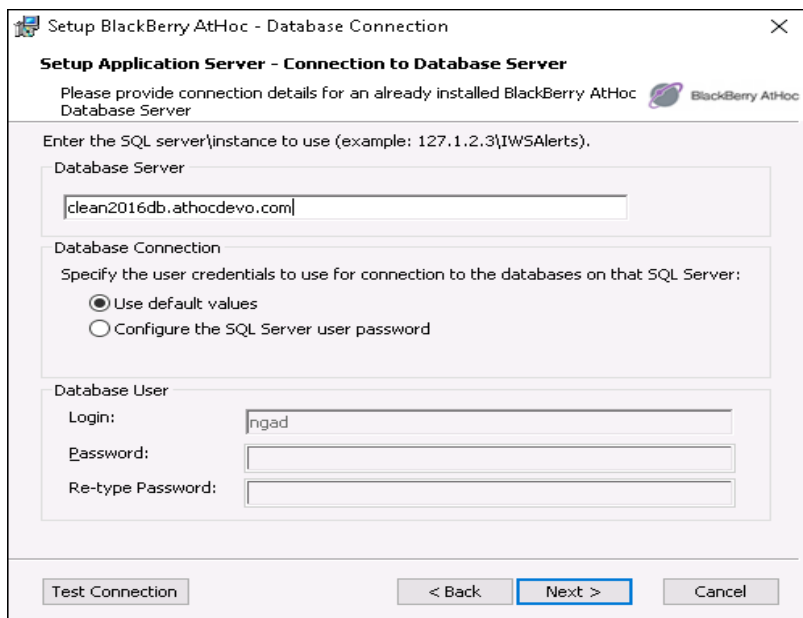 Setup BlackBerry AtHoc - Database Connection
Setup Application Server - Connection to Database Server
Please provide connection details for an already installed BlackBerry AtHoc
Database Server
BlackBerry AtHoc
Enter the SQL server\instance to use (example: 127.1.2.3\IWSAlerts).
Database Server
clean2016db.athocdevo.com
Database Connection
Specify the user credentials to use for connection to the databases on that SQL Server:
Use default values
Configure the SQL Server user password
Database User
Login:
ngad
Password:
Re-type Password:
Test Connection
< Back
Next >
Cancel